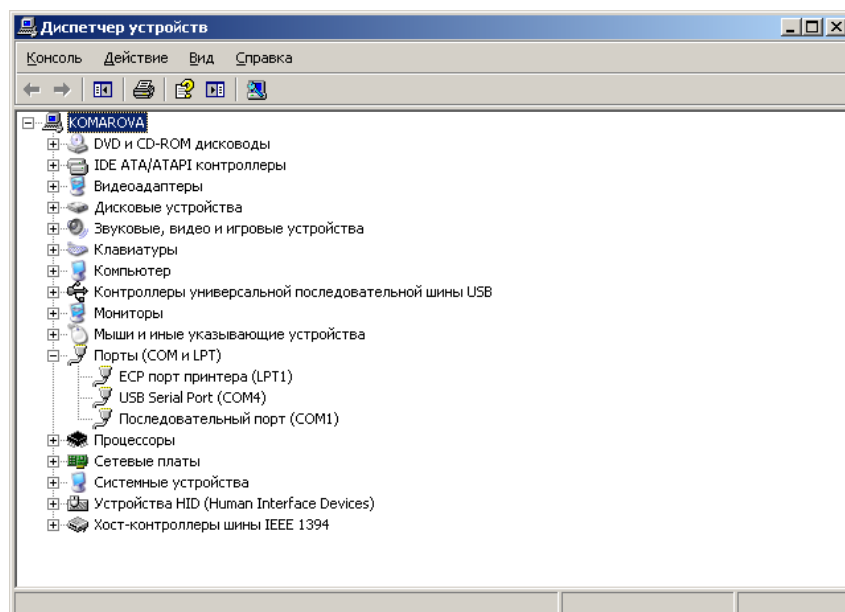 Диспетчер устройств
Консоль Действие Вид Справка
KOMAROVA
DVD и CD-ROM дисководы
IDE ATA/ATAPI контроллеры
Видеоадаптеры
Дисковые устройства
Звуковые, видео и игровые устройства
Клавиатуры
Компьютер
Контроллеры универсальной последовательной шины USB
Мониторы
Мыши и иные указывающие устройства
Порты (COM и LPT)
ECP порт принтера (LPT1)
USB Serial Port (COM4)
Последовательный порт (COM1)
Процессоры
Сетевые платы
Системные устройства
Устройства HID (Human Interface Devices)
Хост-контроллеры шины IEEE 1394